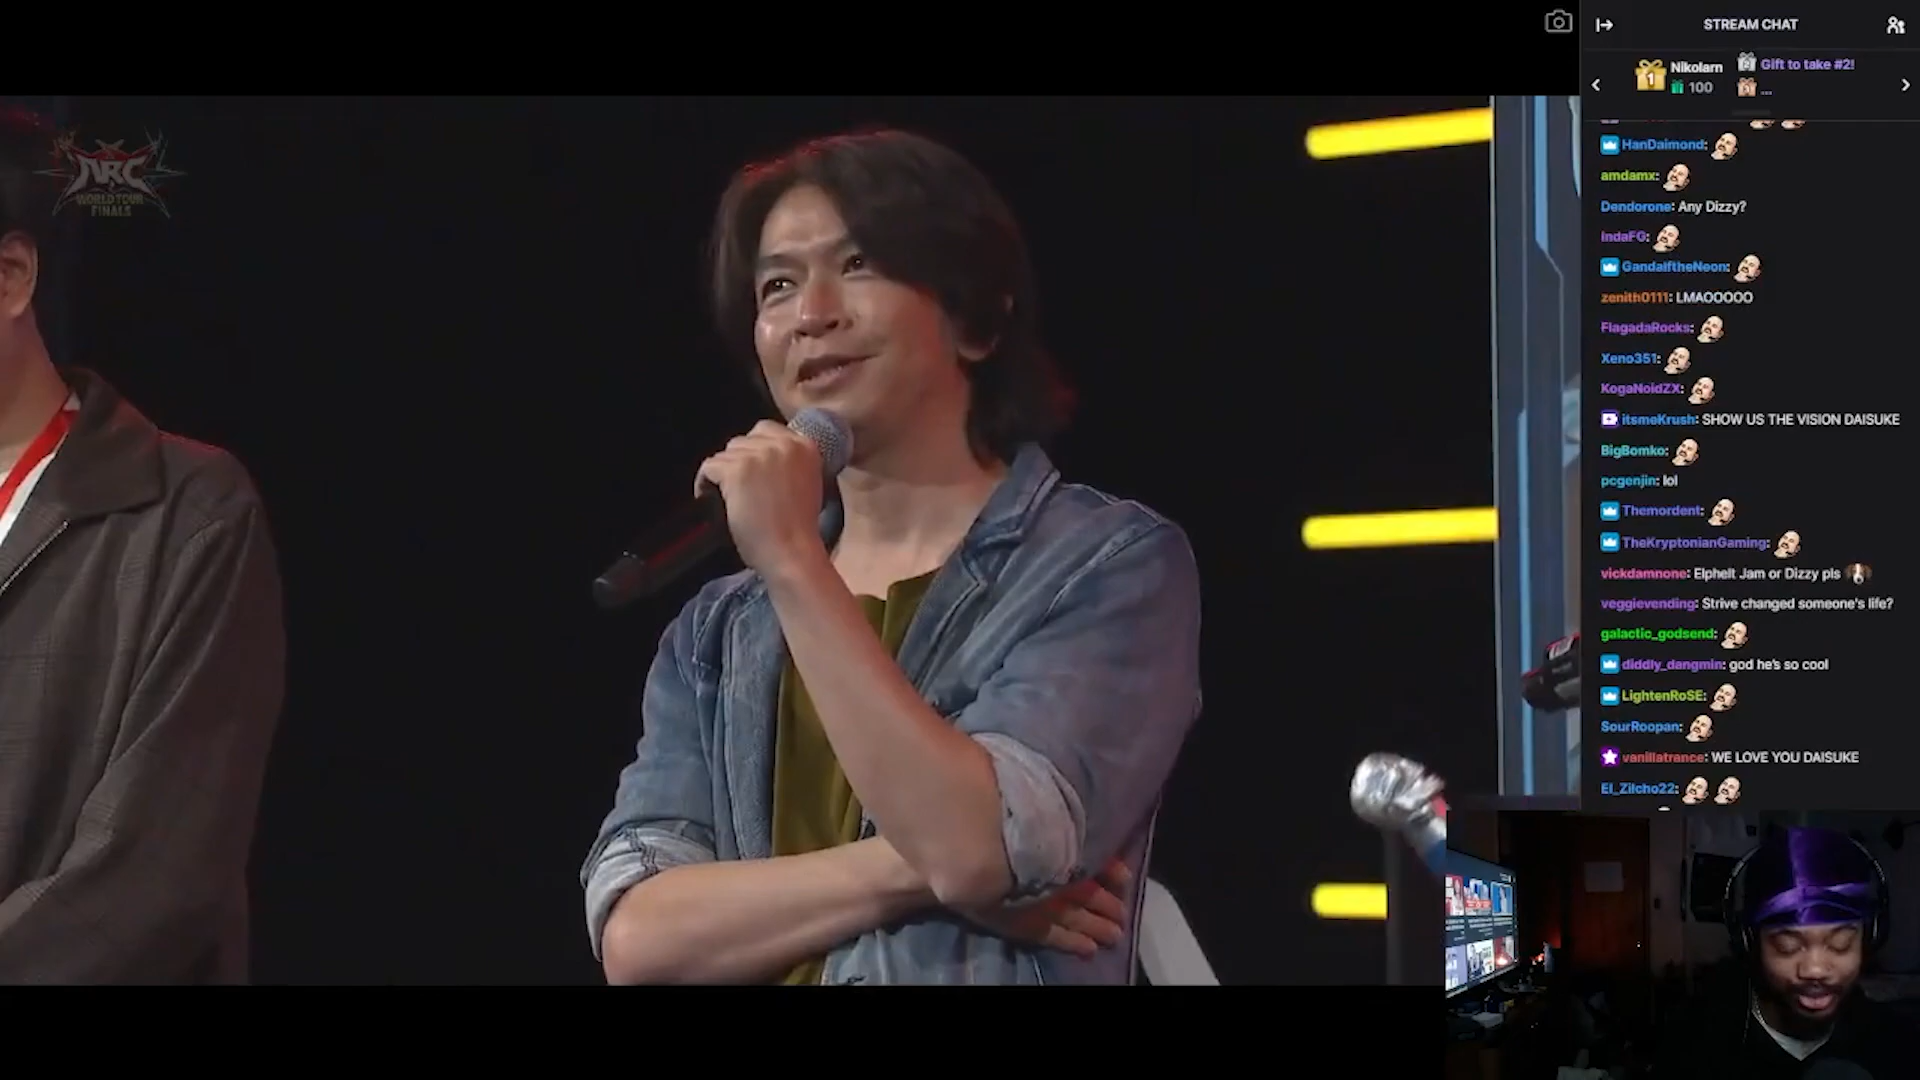 ARC
WORLD TOUR
FINALS
STREAM CHAT
1
Nikolarn
100
2
Gift to take #2!
3
...
HanDaimond:
amdamx:
Dendorone: Any Dizzy?
IndaFG:
GandalftheNeon:
zenith0111: LMAOOOOO
FlagadaRocks:
Xeno351:
KogaNoidZX:
itsmeKrush: SHOW US THE VISION DAISUKE
BigBomko:
pcgenjin: lol
Themordent:
TheKryptonianGaming:
vickdamnone: Elphelt Jam or Dizzy pls
veggievending: Strive changed someone's life?
galactic_godsend:
diddly_dangmin: god he's so cool
LightenRoSE:
SourRoopan:
vanillatrance: WE LOVE YOU DAISUKE
El_Zilcho22: